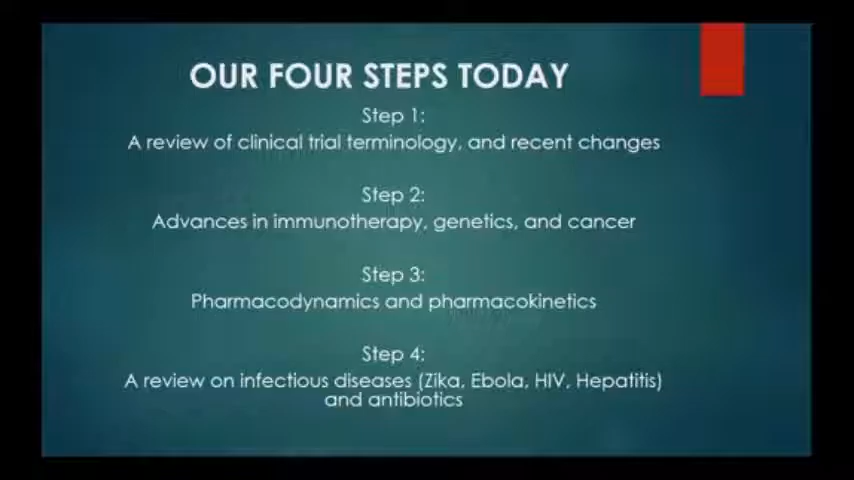 OUR FOUR STEPS TODAY
Step 1:
A review of clinical trial terminology, and recent changes
Step 2:
Advances in immunotherapy, genetics, and cancer
Step 3:
Pharmacodynamics and pharmacokinetics
Step 4:
A review on infectious diseases (Zika, Ebola, HIV, Hepatitis)
and antibiotics